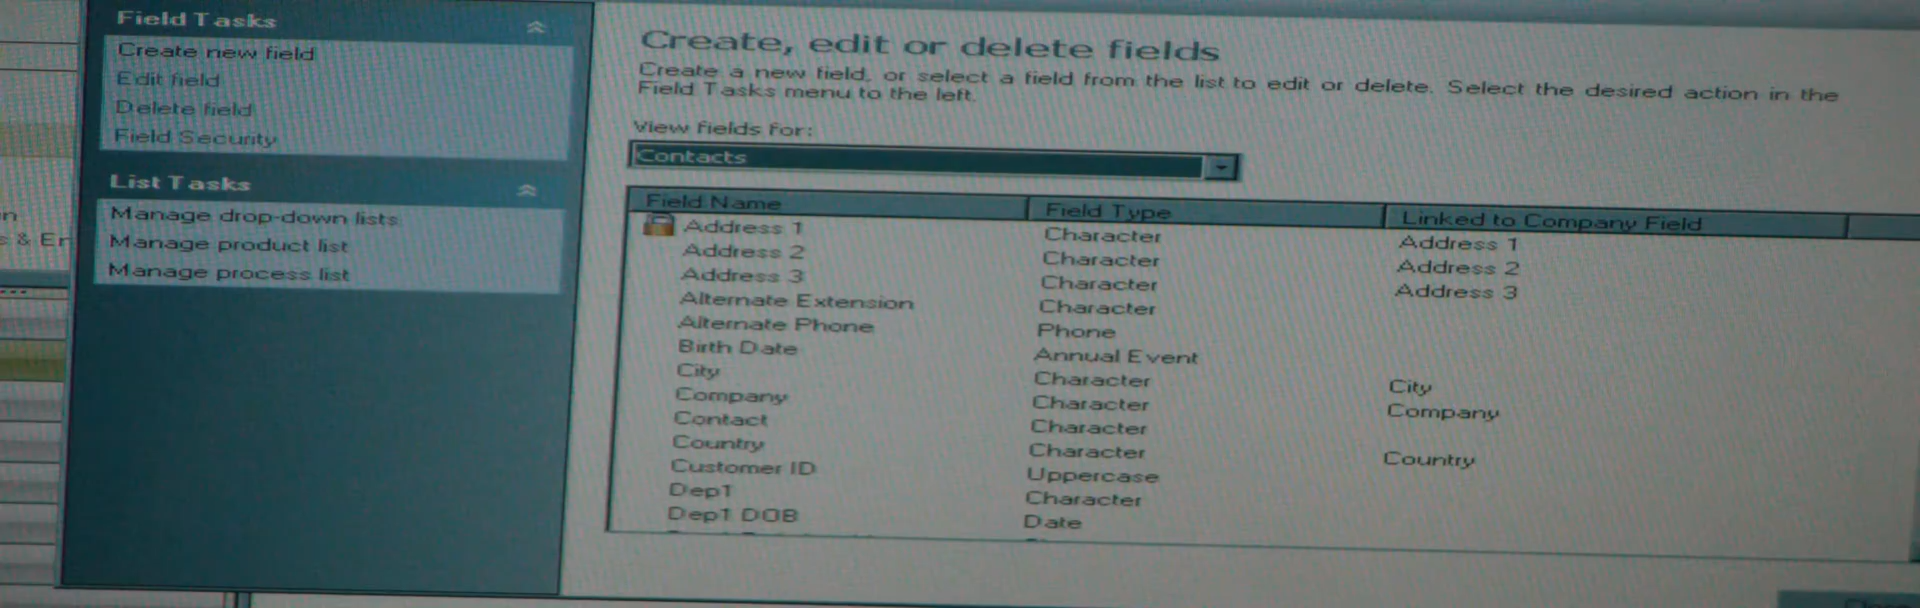 Field Tasks
Create new field
Edit field
Delete field
Field Security
List Tasks
Manage drop-down lists
Manage product list
Manage process list
Create, edit or delete fields
Create a new field, or select a field from the list to edit or delete. Select the desired action in the
Field Tasks menu to the left.
View fields for:
Contacts
Field Name Field Type Linked to Company Field
Address 1 Character Address 1
Address 2 Character Address 2
Address 3 Character Address 3
Alternate Extension Character
Alternate Phone Phone
Birth Date Annual Event
City Character City
Company Character Company
Contact Character
Country Character Country
Customer ID Uppercase
Dep1 Character
Dep1 DOB Date